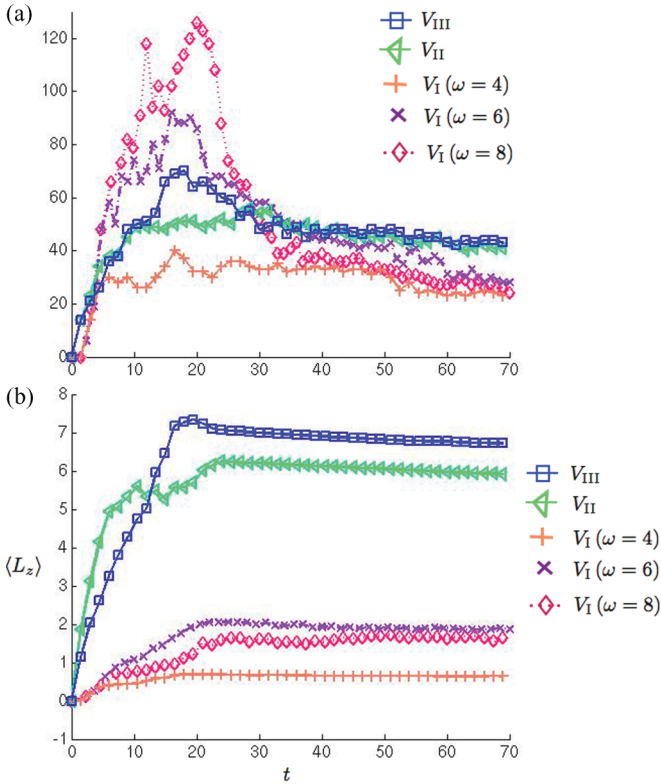 (a)
120
100
80
60
40
20
0
V_III
V_II
V_I (ω = 4)
V_I (ω = 6)
V_I (ω = 8)
0 10 20 30 40 50 60 70
(b)
8
7
6
5
4
3
2
1
0
-1
⟨L_z⟩
V_III
V_II
V_I (ω = 4)
V_I (ω = 6)
V_I (ω = 8)
0 10 20 30 40 50 60 70
t